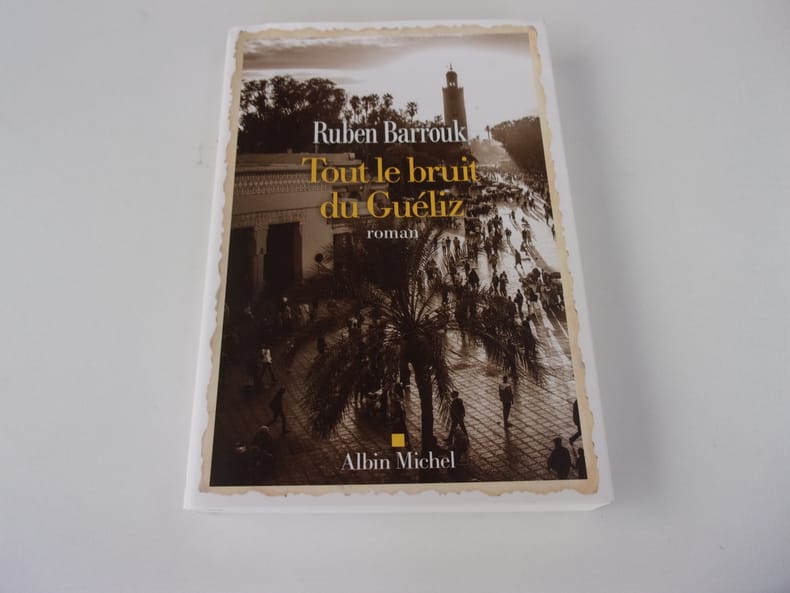 Ruben Barrouk
Tout le bruit
du Guéliz
roman
Albin Michel